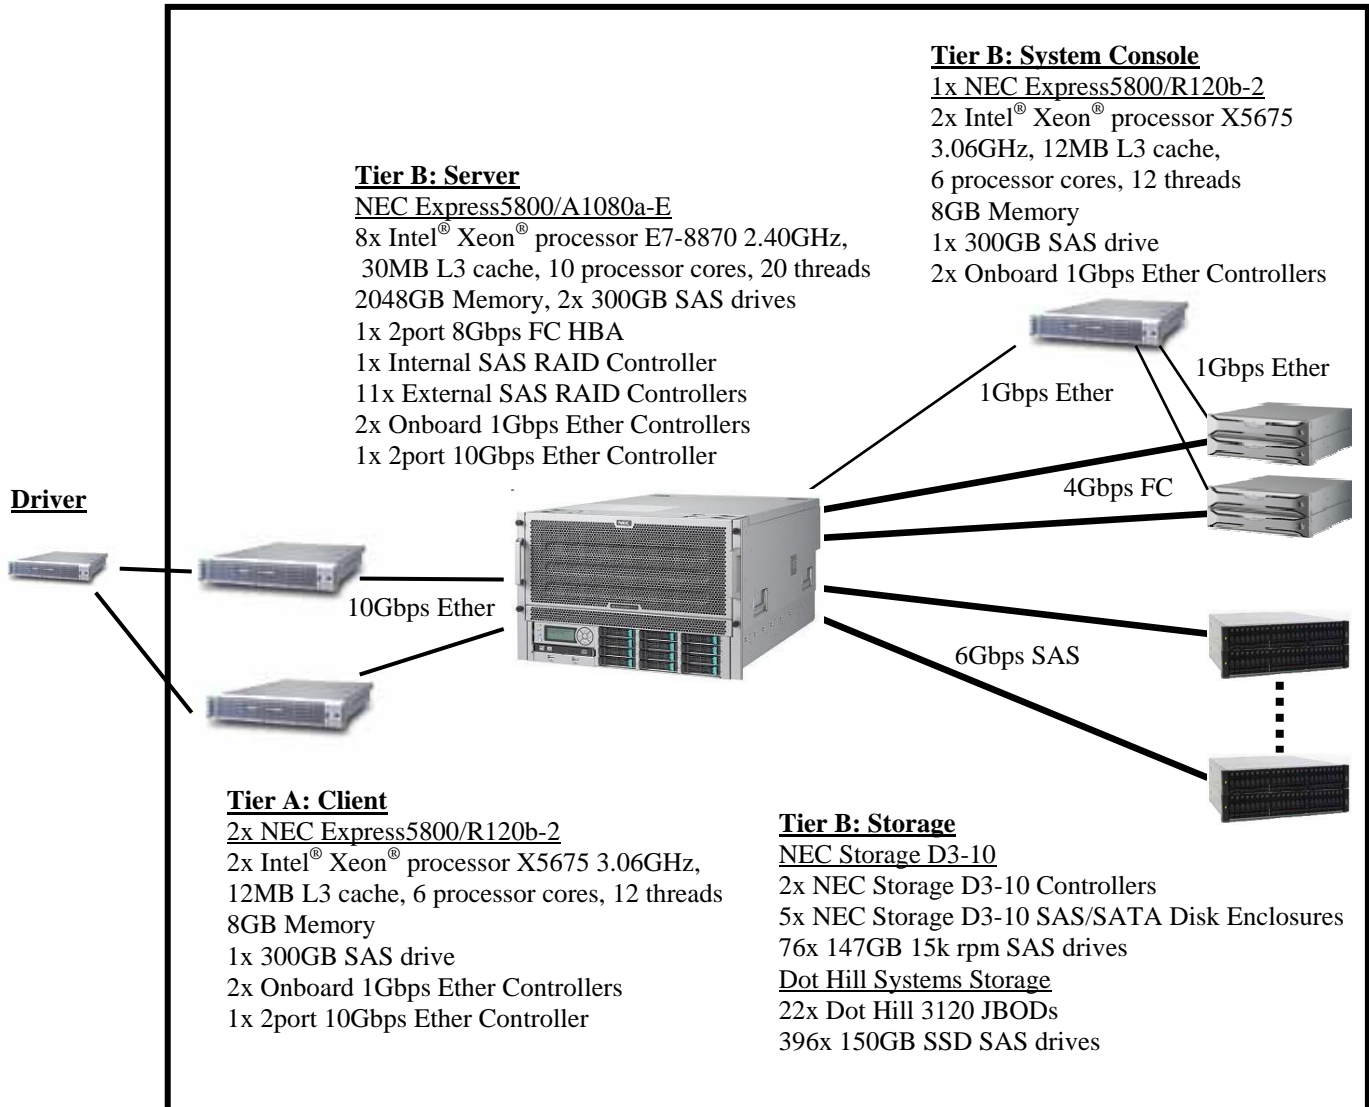 Tier B: System Console
1x NEC Express5800/R120b-2
2x Intel® Xeon® processor X5675
3.06GHz, 12MB L3 cache,
6 processor cores, 12 threads
8GB Memory
1x 300GB SAS drive
2x Onboard 1Gbps Ether Controllers
Tier B: Server
NEC Express5800/A1080a-E
8x Intel® Xeon® processor E7-8870 2.40GHz,
30MB L3 cache, 10 processor cores, 20 threads
2048GB Memory, 2x 300GB SAS drives
1x 2port 8Gbps FC HBA
1x Internal SAS RAID Controller
11x External SAS RAID Controllers
2x Onboard 1Gbps Ether Controllers
1x 2port 10Gbps Ether Controller
1Gbps Ether
1Gbps Ether
4Gbps FC
Driver
NEC
10Gbps Ether
6Gbps SAS
Tier A: Client
2x NEC Express5800/R120b-2
2x Intel® Xeon® processor X5675 3.06GHz,
12MB L3 cache, 6 processor cores, 12 threads
8GB Memory
1x 300GB SAS drive
2x Onboard 1Gbps Ether Controllers
1x 2port 10Gbps Ether Controller
Tier B: Storage
NEC Storage D3-10
2x NEC Storage D3-10 Controllers
5x NEC Storage D3-10 SAS/SATA Disk Enclosures
76x 147GB 15k rpm SAS drives
Dot Hill Systems Storage
22x Dot Hill 3120 JBODs
396x 150GB SSD SAS drives